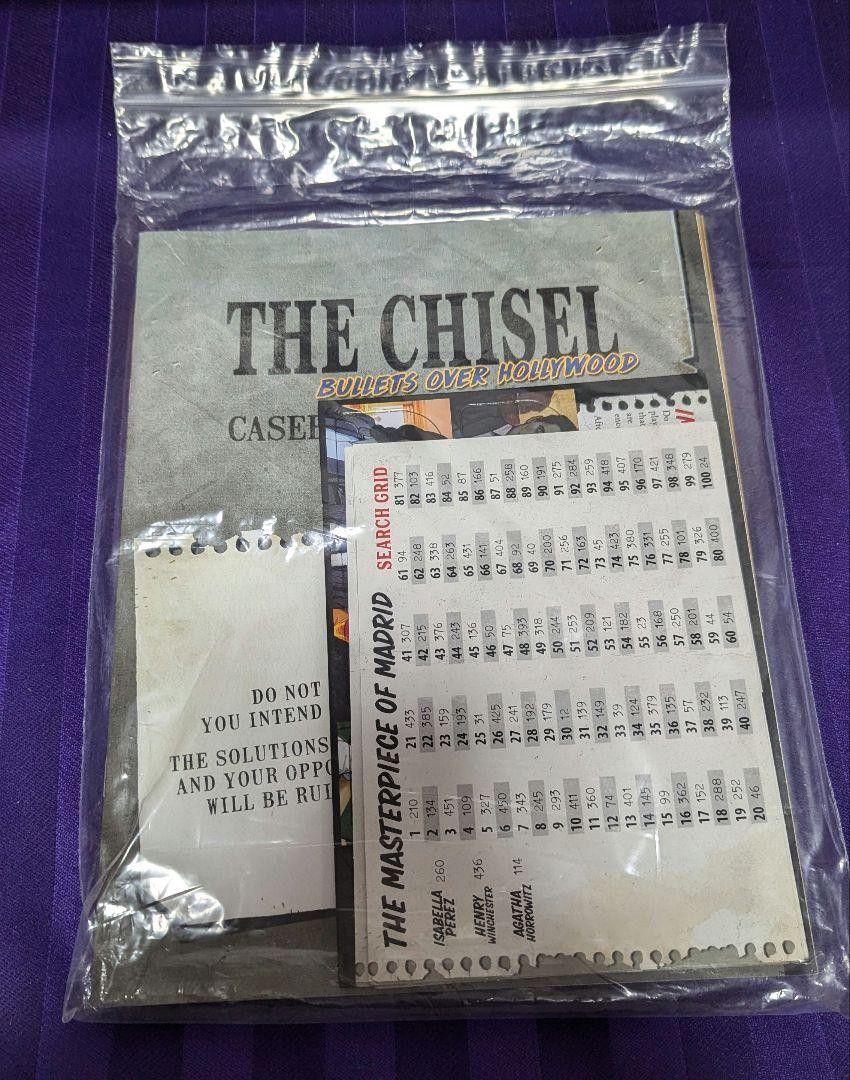 THE CHISEL
BULLETS OVER HOLLYWOOD
CASEB
DO NOT
YOU INTEND
THE SOLUTIONS
AND YOUR OPPO
WILL BE RUI
THE MASTERPIECE OF MADRID SEARCH GRID
ISABELLA
PEREZ 260
HENRY
WINCHESTER 436
AGATHA
HORROWITZ 114
1 210 21 433 41 307 61 94 81 377
2 134 22 385 42 215 62 248 82 103
3 451 23 159 43 376 63 338 83 416
4 109 24 193 44 243 64 263 84 52
5 327 25 31 45 136 65 431 85 87
6 450 26 425 46 50 66 141 86 166
7 343 27 241 47 75 67 404 87 51
8 245 28 192 48 393 68 92 88 258
9 293 29 179 49 318 69 40 89 160
10 411 30 12 50 244 70 200 90 191
11 360 31 139 51 253 71 256 91 275
12 74 32 149 52 209 72 163 92 284
13 401 33 39 53 121 73 45 93 259
14 145 34 124 54 182 74 423 94 418
15 99 35 379 55 23 75 380 95 407
16 362 36 135 56 168 76 331 96 170
17 152 37 57 57 250 77 255 97 421
18 288 38 232 58 201 78 101 98 348
19 252 39 113 59 44 79 326 99 279
20 46 40 247 60 54 80 400 100 24